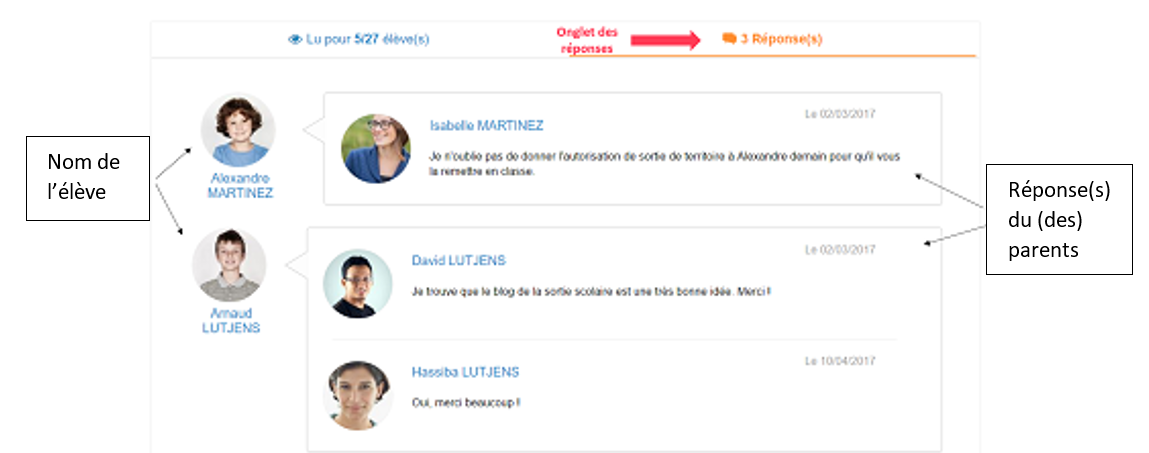 Lu pour 5/27 élève(s)
Onglet des
réponses
3 Réponse(s)
Nom de
l'élève
Alexandre
MARTINEZ
Isabelle MARTINEZ
Le 02/03/2017
Je n'oublie pas de donner l'autorisation de sortie de territoire à Alexandre demain pour qu'il vous
la remettre en classe.
Réponse(s)
du (des)
parents
Arnaud
LUTJENS
David LUTJENS
Le 02/03/2017
Je trouve que le blog de la sortie scolaire est une très bonne idée. Merci !!
Hassiba LUTJENS
Le 10/04/2017
Oui, merci beaucoup !!